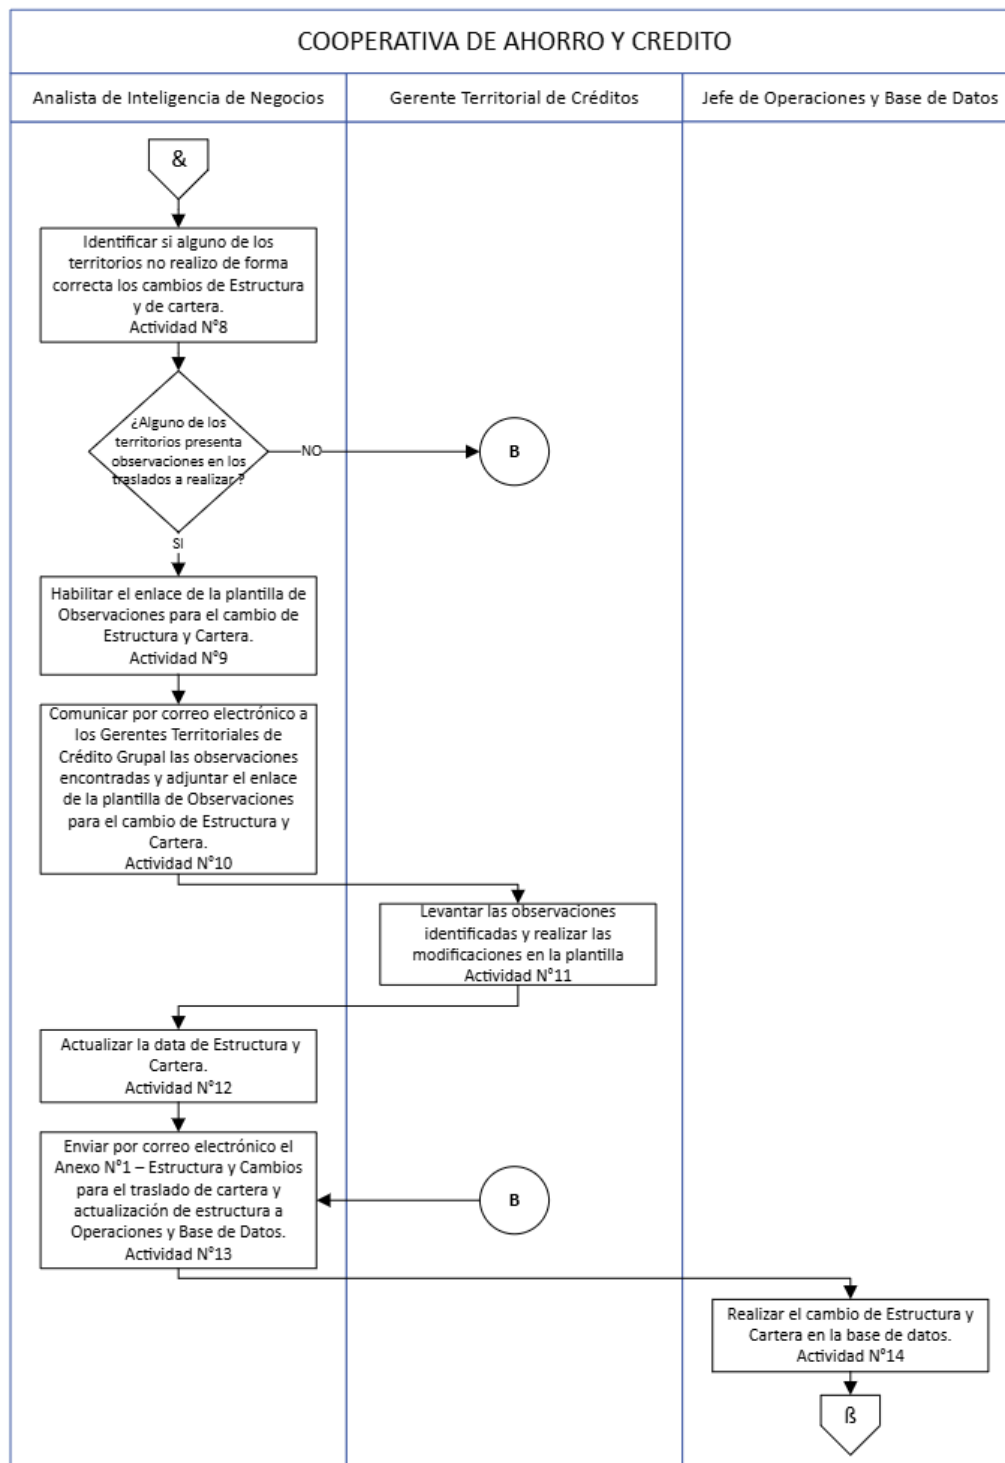 COOPERATIVA DE AHORRO Y CREDITO
Analista de Inteligencia de Negocios
Gerente Territorial de Créditos
Jefe de Operaciones y Base de Datos
&
Identificar si alguno de los
territorios no realizo de forma
correcta los cambios de Estructura
y de cartera.
Actividad N°8
¿Alguno de los
territorios presenta
observaciones en los
traslados a realizar ?
NO
B
SI
Habilitar el enlace de la plantilla de
Observaciones para el cambio de
Estructura y Cartera.
Actividad N°9
Comunicar por correo electrónico a
los Gerentes Territoriales de
Crédito Grupal las observaciones
encontradas y adjuntar el enlace
de la plantilla de Observaciones
para el cambio de Estructura y
Cartera.
Actividad N°10
Levantar las observaciones
identificadas y realizar las
modificaciones en la plantilla
Actividad N°11
Actualizar la data de Estructura y
Cartera.
Actividad N°12
Enviar por correo electrónico el
Anexo N°1 – Estructura y Cambios
para el traslado de cartera y
actualización de estructura a
Operaciones y Base de Datos.
Actividad N°13
B
Realizar el cambio de Estructura y
Cartera en la base de datos.
Actividad N°14
ß